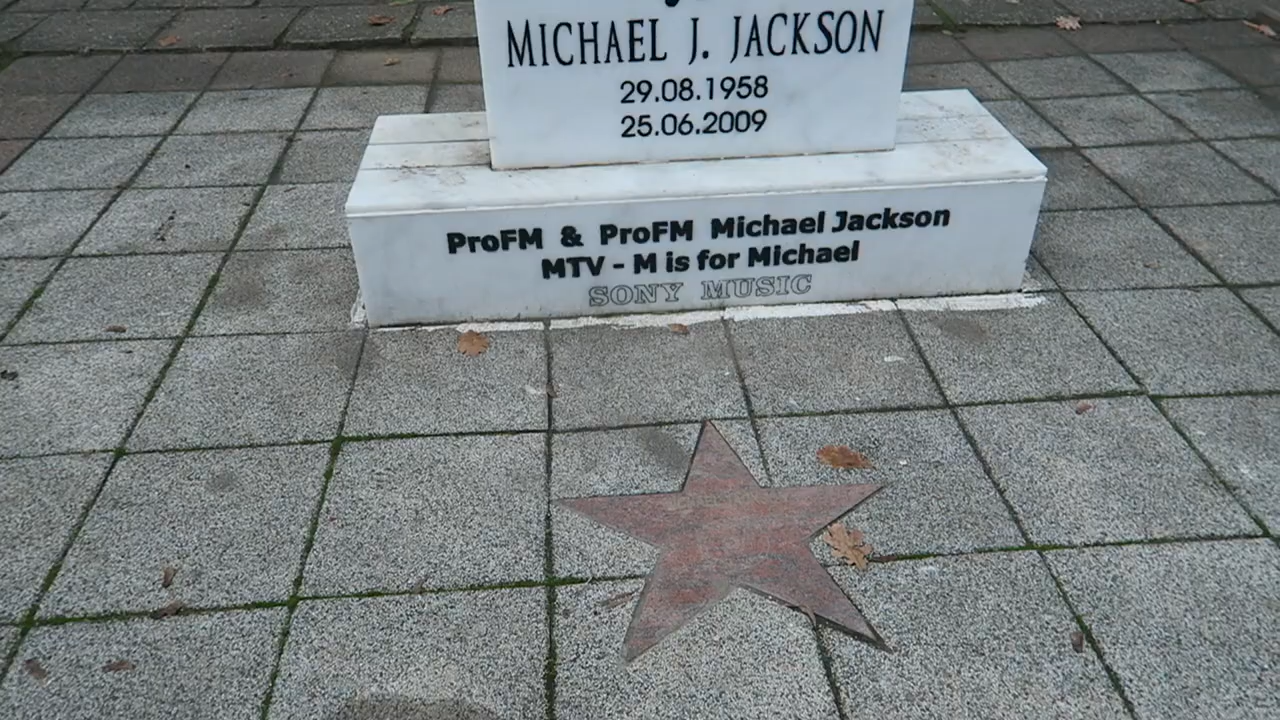 MICHAEL J. JACKSON
29.08.1958
25.06.2009
ProFM & ProFM Michael Jackson
MTV - M is for Michael
SONY MUSIC